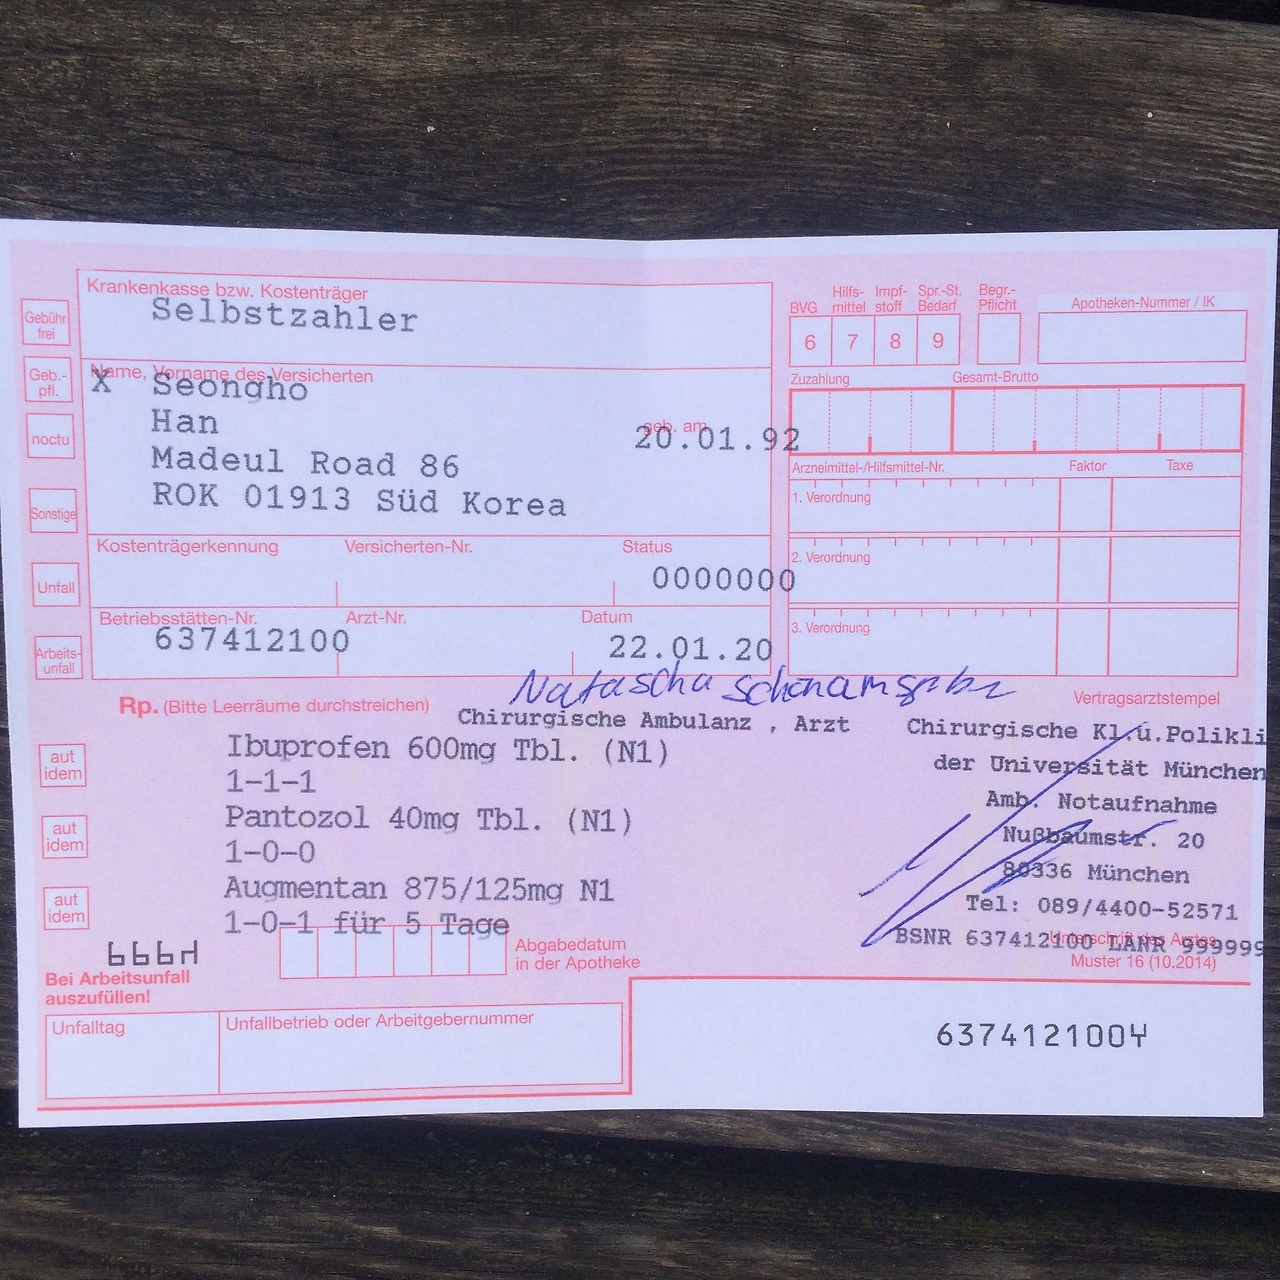 Krankenkasse bzw. Kostenträger
Selbstzahler
Gebühr frei
Name, Vorname des Versicherten
X Seongho
Geb.-pfl.
Han
geb. am
20.01.92
noctu
Madeul Road 86
ROK 01913 Süd Korea
Sonstige
Kostenträgerkennung Versicherten-Nr. Status
0000000
Unfall
Betriebsstätten-Nr. Arzt-Nr. Datum
637412100 22.01.20
Arbeits-unfall
BVG Hilfs-mittel Impf-stoff Spr.-St. Bedarf Begr.-Pflicht Apotheken-Nummer / IK
6 7 8 9
Zuzahlung Gesamt-Brutto
Arzneimittel-/Hilfsmittel-Nr. Faktor Taxe
1. Verordnung
2. Verordnung
3. Verordnung
Natascha
Rp. (Bitte Leerräume durchstreichen)
Vertragsarztstempel
Chirurgische Ambulanz , Arzt
aut idem
Ibuprofen 600mg Tbl. (N1)
1-1-1
aut idem
Pantozol 40mg Tbl. (N1)
1-0-0
aut idem
Augmentan 875/125mg N1
1-0-1 für 5 Tage
Chirurgische Kl.u.Polikli
der Universität München
Amb. Notaufnahme
Nußbaumstr. 20
80336 München
Tel: 089/4400-52571
BSNR 637412100 LANR 999999
Unterschrift des Arztes
Muster 16 (10.2014)
Abgabedatum
in der Apotheke
Bei Arbeitsunfall
auszufüllen!
Unfalltag Unfallbetrieb oder Arbeitgebernummer
637412100Y